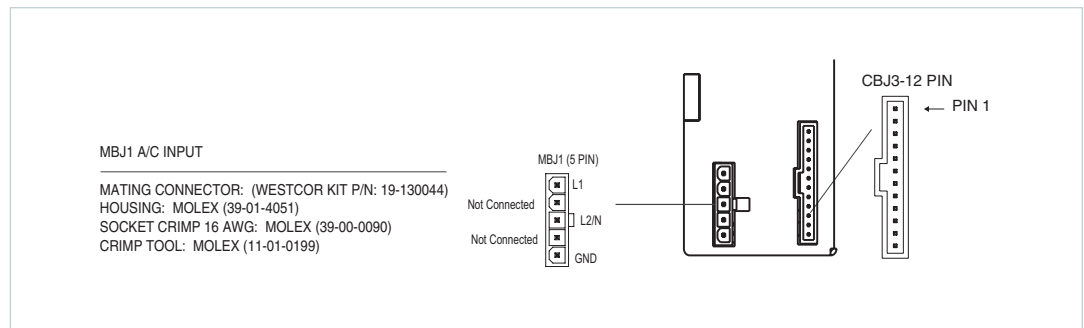 MBJ1 A/C INPUT
MATING CONNECTOR: (WESTCOR KIT P/N: 19-130044)
HOUSING: MOLEX (39-01-4051)
SOCKET CRIMP 16 AWG: MOLEX (39-00-0090)
CRIMP TOOL: MOLEX (11-01-0199)
MBJ1 (5 PIN)
L1
Not Connected
L2/N
Not Connected
GND
CBJ3-12 PIN
PIN 1